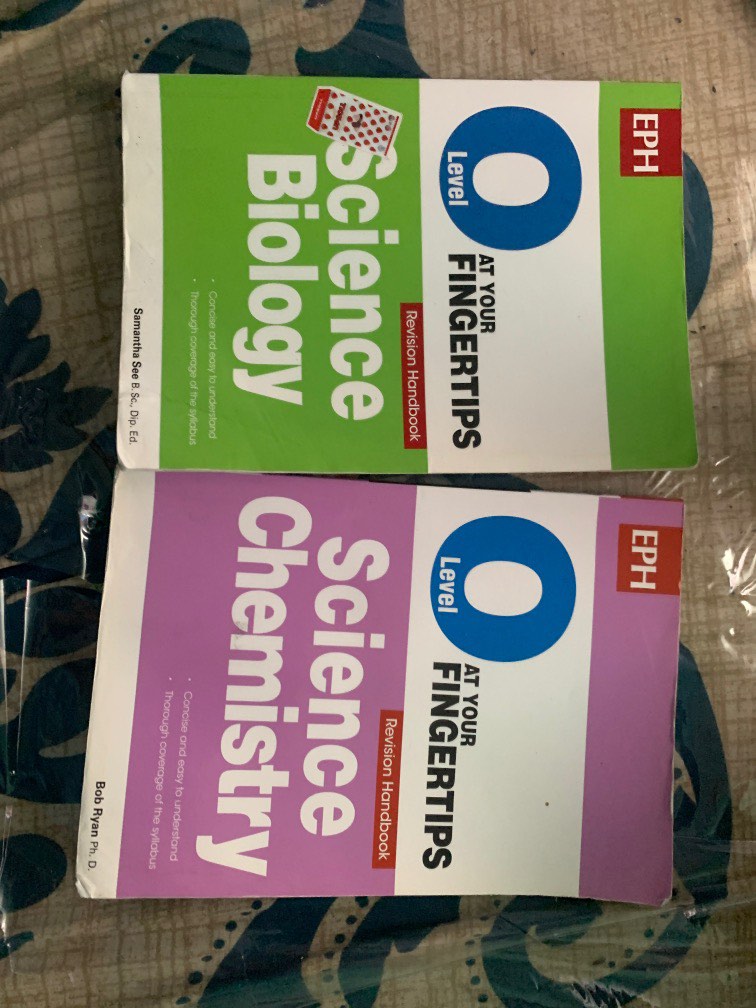 EPH
O
Level
AT YOUR
FINGERTIPS
Revision Handbook
Science
Biology
• Concise and easy to understand
• Thorough coverage of the syllabus
Samantha See B. Sc., Dip. Ed.
EPH
O
Level
AT YOUR
FINGERTIPS
Revision Handbook
Science
Chemistry
• Concise and easy to understand
• Thorough coverage of the syllabus
Bob Ryan Ph. D.